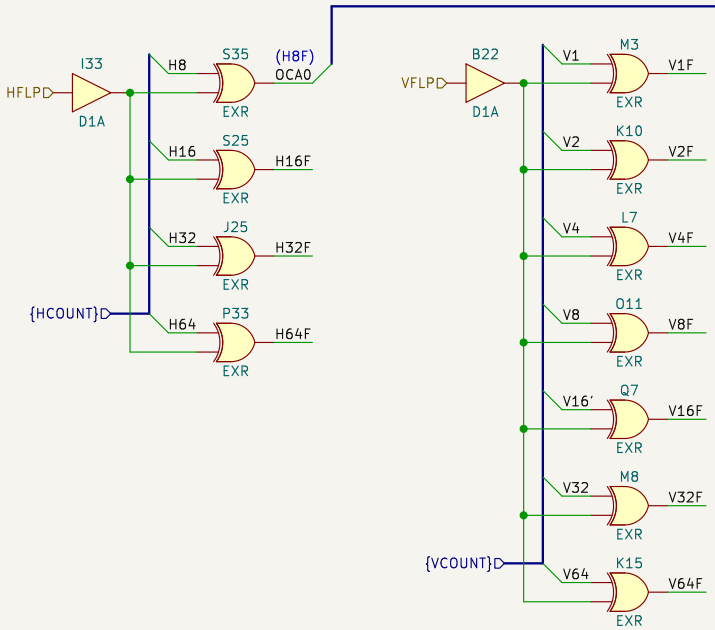 I33
HFLP
D1A
S35
H8
(H8F)
OCA0
EXR
S25
H16
H16F
EXR
J25
H32
H32F
EXR
{HCOUNT}
P33
H64
H64F
EXR
B22
VFLP
D1A
M3
V1
V1F
EXR
K10
V2
V2F
EXR
L7
V4
V4F
EXR
O11
V8
V8F
EXR
Q7
V16′
V16F
EXR
M8
V32
V32F
EXR
{VCOUNT}
K15
V64
V64F
EXR